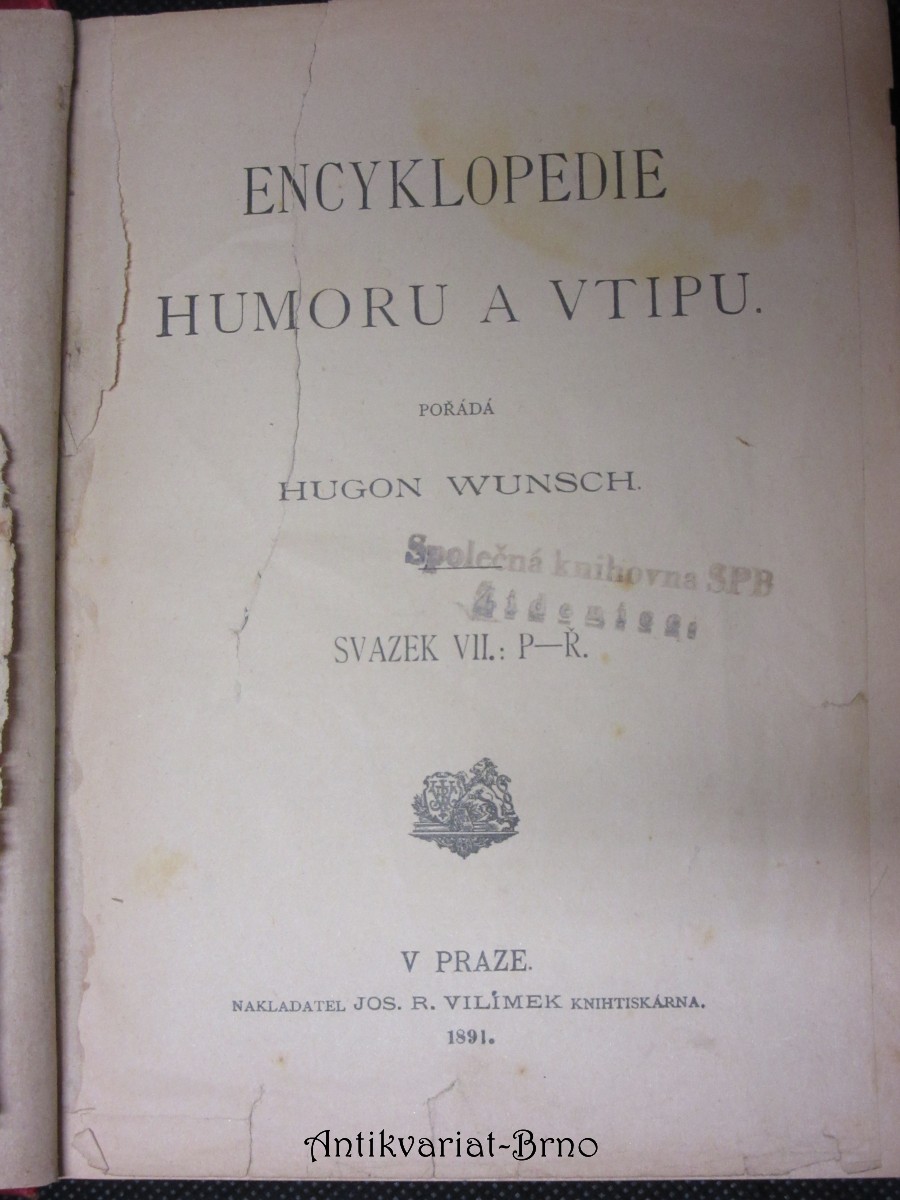 ENCYKLOPEDIE
HUMORU A VTIPU.
POŘÁDÁ
HUGON WUNSCH.
Společná knihovna SPB
SVAZEK VII.: P—Ř.
V PRAZE.
NAKLADATEL JOS. R. VILÍMEK KNIHTISKÁRNA.
1891.
Antikvariat-Brno